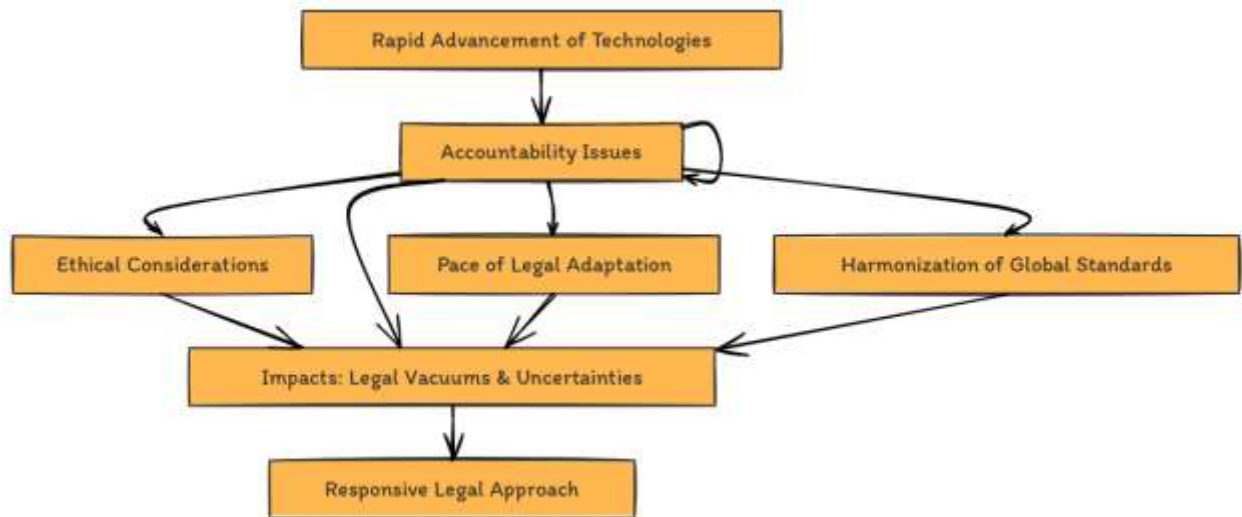 Rapid Advancement of Technologies
Accountability Issues
Ethical Considerations
Pace of Legal Adaptation
Harmonization of Global Standards
Impacts: Legal Vacuums & Uncertainties
Responsive Legal Approach